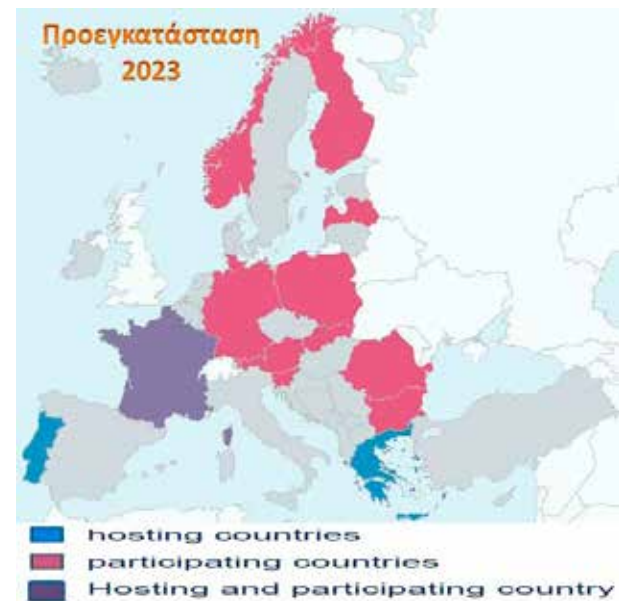 Προεγκατάσταση
2023
hosting countries
participating countries
Hosting and participating country